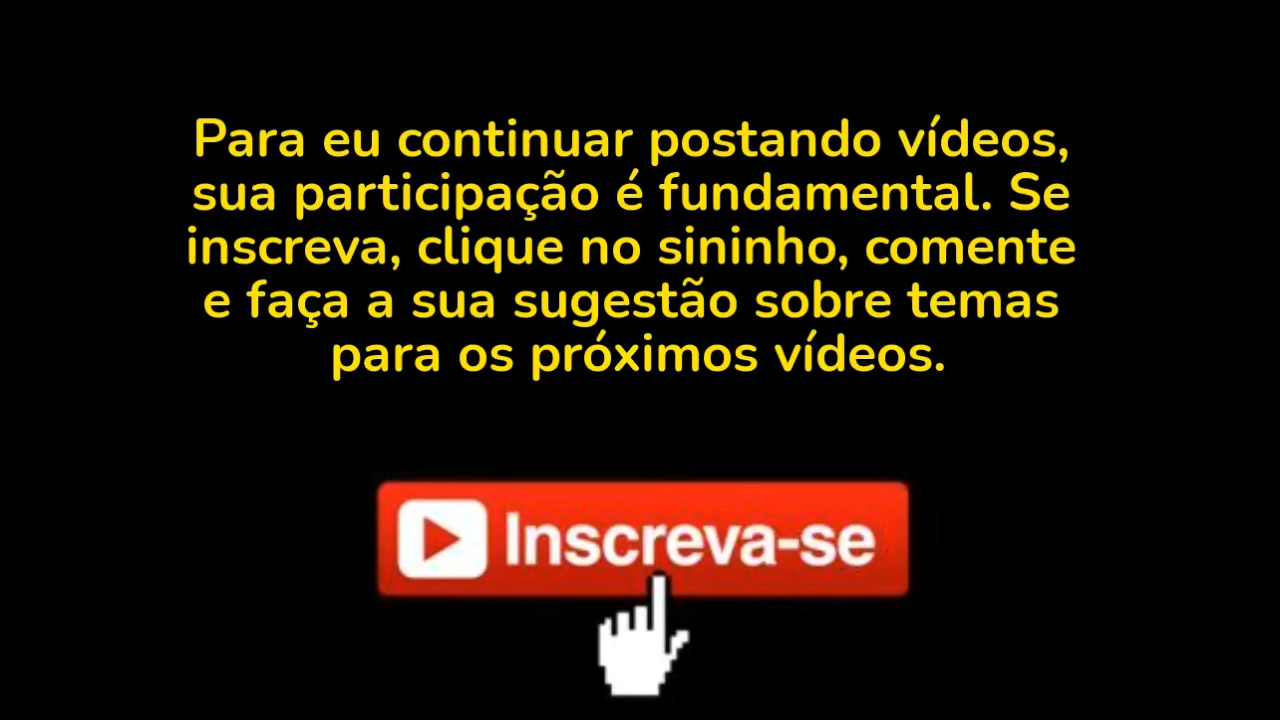 Para eu continuar postando vídeos,
sua participação é fundamental. Se
inscreva, clique no sininho, comente
e faça a sua sugestão sobre temas
para os próximos vídeos.
Inscreva-se